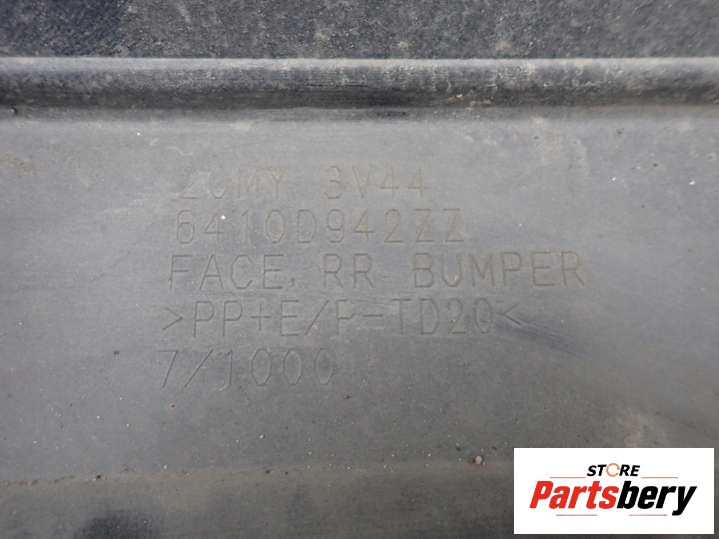 20MY 3V44
6410D942ZZ
FACE, RR BUMPER
>PP+E/P-TD20<
7/1000
STORE
Partsbery